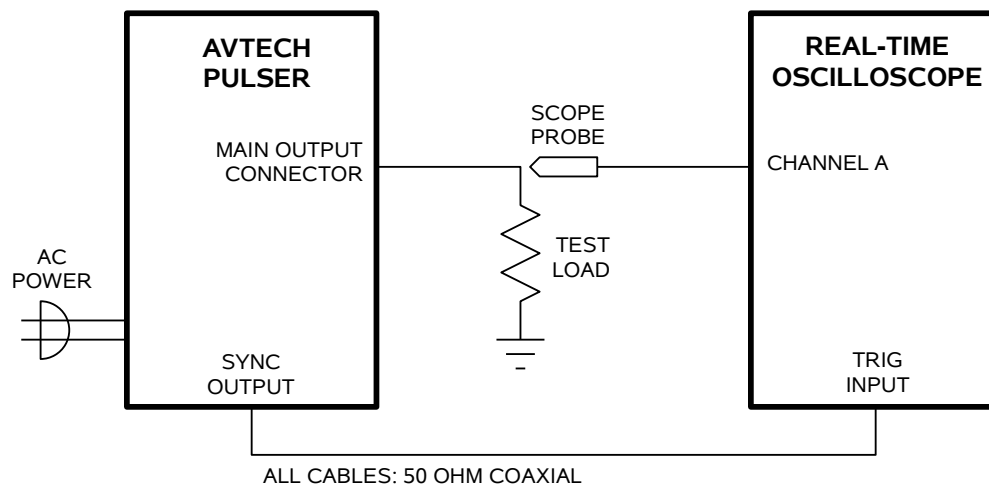 AVTECH
PULSER
REAL-TIME
OSCILLOSCOPE
SCOPE
PROBE
MAIN OUTPUT
CONNECTOR
CHANNEL A
TEST
LOAD
AC
POWER
SYNC
OUTPUT
TRIG
INPUT
ALL CABLES: 50 OHM COAXIAL